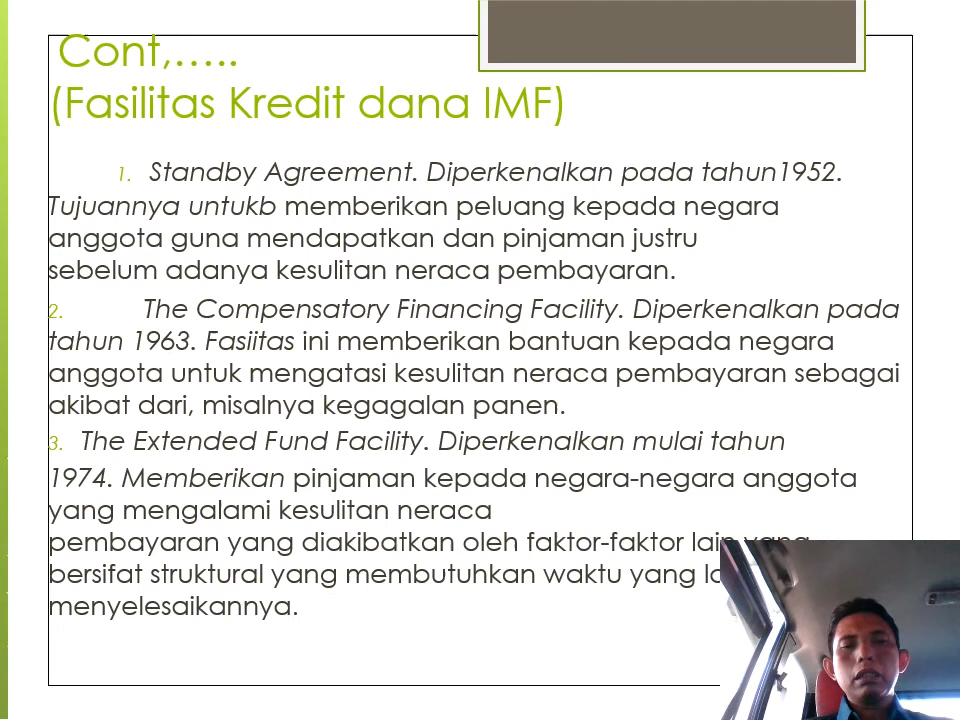 Cont,.....
(Fasilitas Kredit dana IMF)
1. Standby Agreement. Diperkenalkan pada tahun1952.
Tujuannya untukb memberikan peluang kepada negara
anggota guna mendapatkan dan pinjaman justru
sebelum adanya kesulitan neraca pembayaran.
2. The Compensatory Financing Facility. Diperkenalkan pada
tahun 1963. Fasiitas ini memberikan bantuan kepada negara
anggota untuk mengatasi kesulitan neraca pembayaran sebagai
akibat dari, misalnya kegagalan panen.
3. The Extended Fund Facility. Diperkenalkan mulai tahun
1974. Memberikan pinjaman kepada negara-negara anggota
yang mengalami kesulitan neraca
pembayaran yang diakibatkan oleh faktor-faktor lain yang
bersifat struktural yang membutuhkan waktu yang
menyelesaikannya.